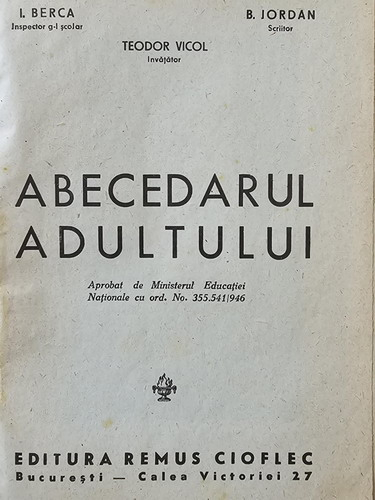 I. BERCA
Inspector g-l școlar
B. JORDAN
Scriitor
TEODOR VICOL
Invățător
ABECEDARUL
ADULTULUI
Aprobat de Ministerul Educației
Naționale cu ord. No. 355.541|946
EDITURA REMUS CIOFLEC
București — Calea Victoriei 27